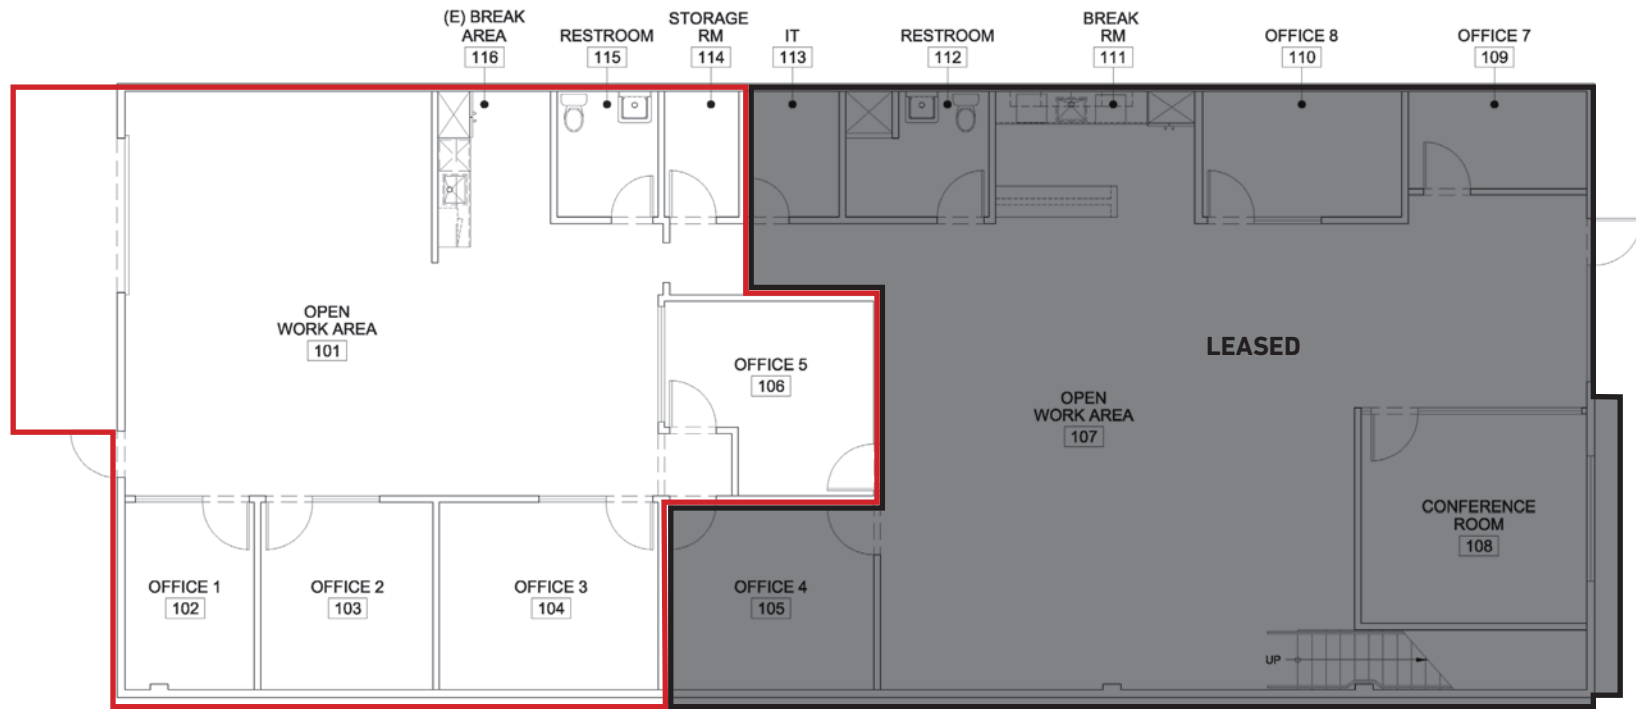 (E) BREAK
AREA
116
RESTROOM
115
STORAGE
RM
114
IT
113
RESTROOM
112
BREAK
RM
111
OFFICE 8
110
OFFICE 7
109
OPEN
WORK AREA
101
OFFICE 5
106
LEASED
OPEN
WORK AREA
107
CONFERENCE
ROOM
108
OFFICE 1
102
OFFICE 2
103
OFFICE 3
104
OFFICE 4
105
UP